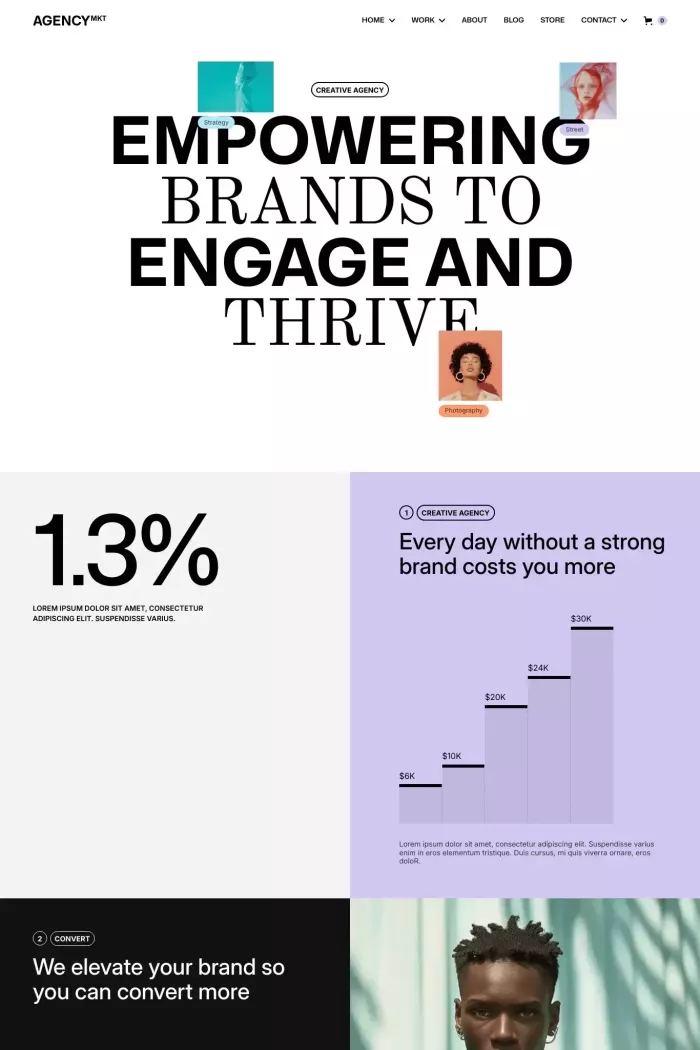 AGENCYMKT
HOME WORK ABOUT BLOG STORE CONTACT 0
CREATIVE AGENCY
Strategy
Street
EMPOWERING
BRANDS TO
ENGAGE AND
THRIVE
Photography
1.3%
LOREM IPSUM DOLOR SIT AMET, CONSECTETUR
ADIPISCING ELIT. SUSPENDISSE VARIUS.
1 CREATIVE AGENCY
Every day without a strong
brand costs you more
$30K
$24K
$20K
$10K
$6K
Lorem ipsum dolor sit amet, consectetur adipiscing elit. Suspendisse varius
enim in eros elementum tristique. Duis cursus, mi quis viverra ornare, eros
doloR.
2 CONVERT
We elevate your brand so
you can convert more